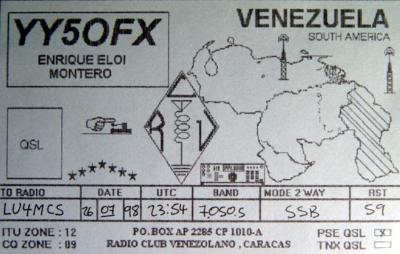 YY5OFX
ENRIQUE ELOI
MONTERO
VENEZUELA
SOUTH AMERICA
QSL
TO RADIO DATE UTC BAND MODE 2 WAY RST
LU4MCS 26 07 98 23:54 7050.5 SSB 59
ITU ZONE : 12
CQ ZONE : 09
PO.BOX AP 2285 CP 1010-A
RADIO CLUB VENEZOLANO , CARACAS
PSE QSL X
TNX QSL